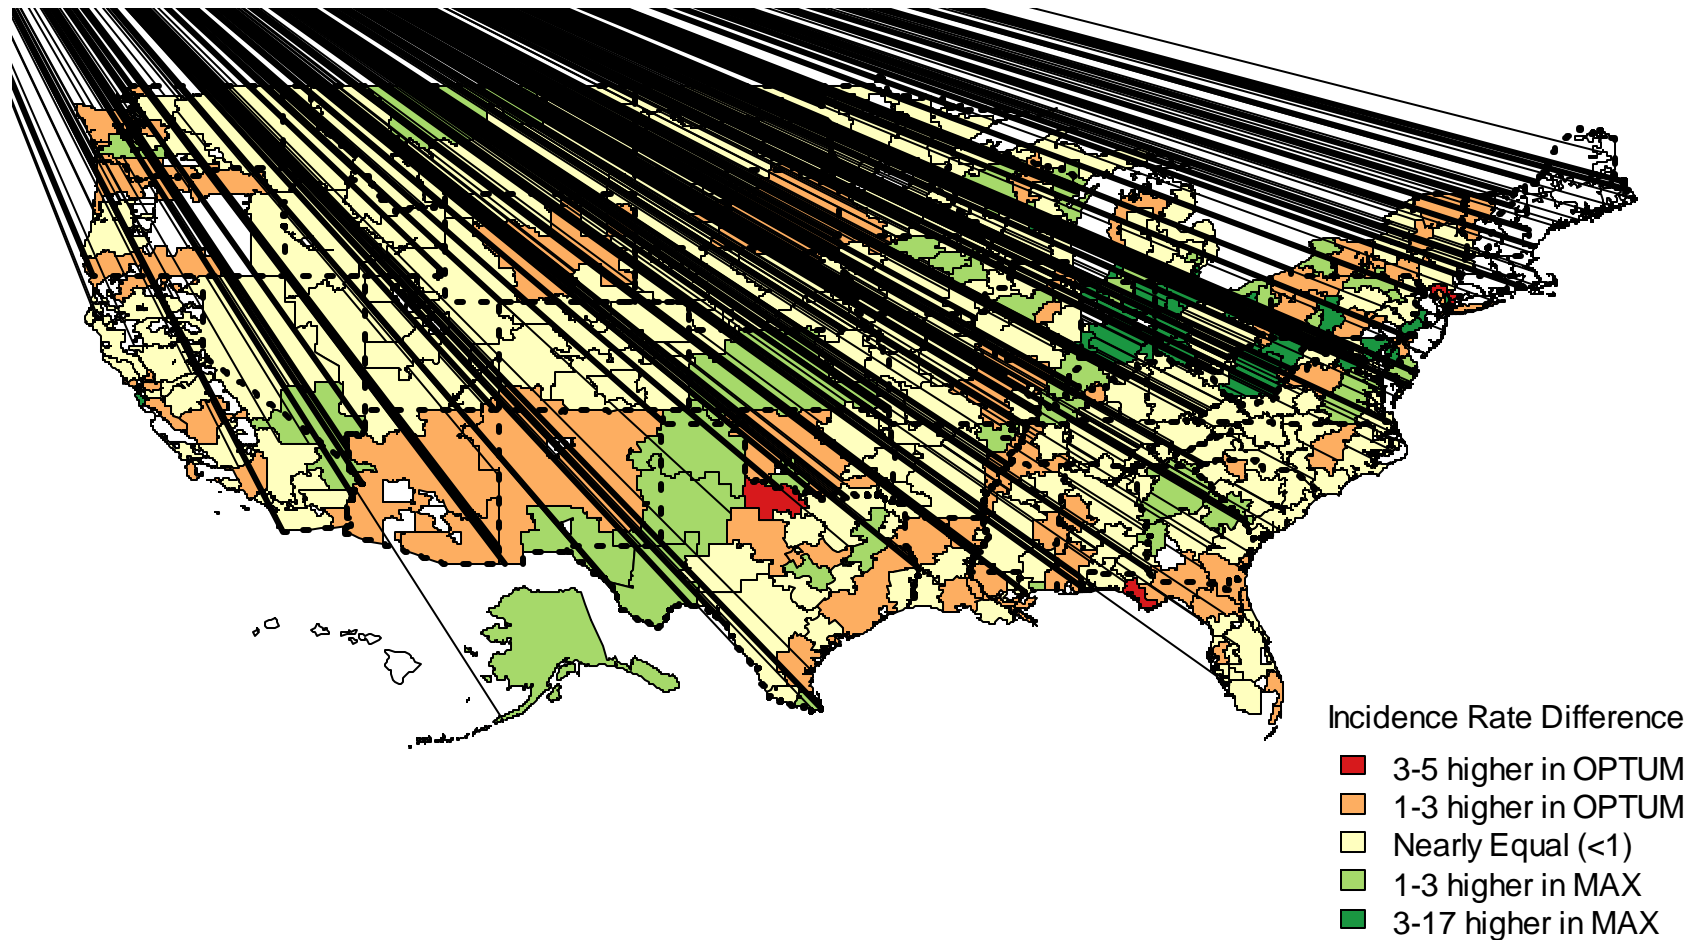 Incidence Rate Difference
3-5 higher in OPTUM
1-3 higher in OPTUM
Nearly Equal (<1)
1-3 higher in MAX
3-17 higher in MAX